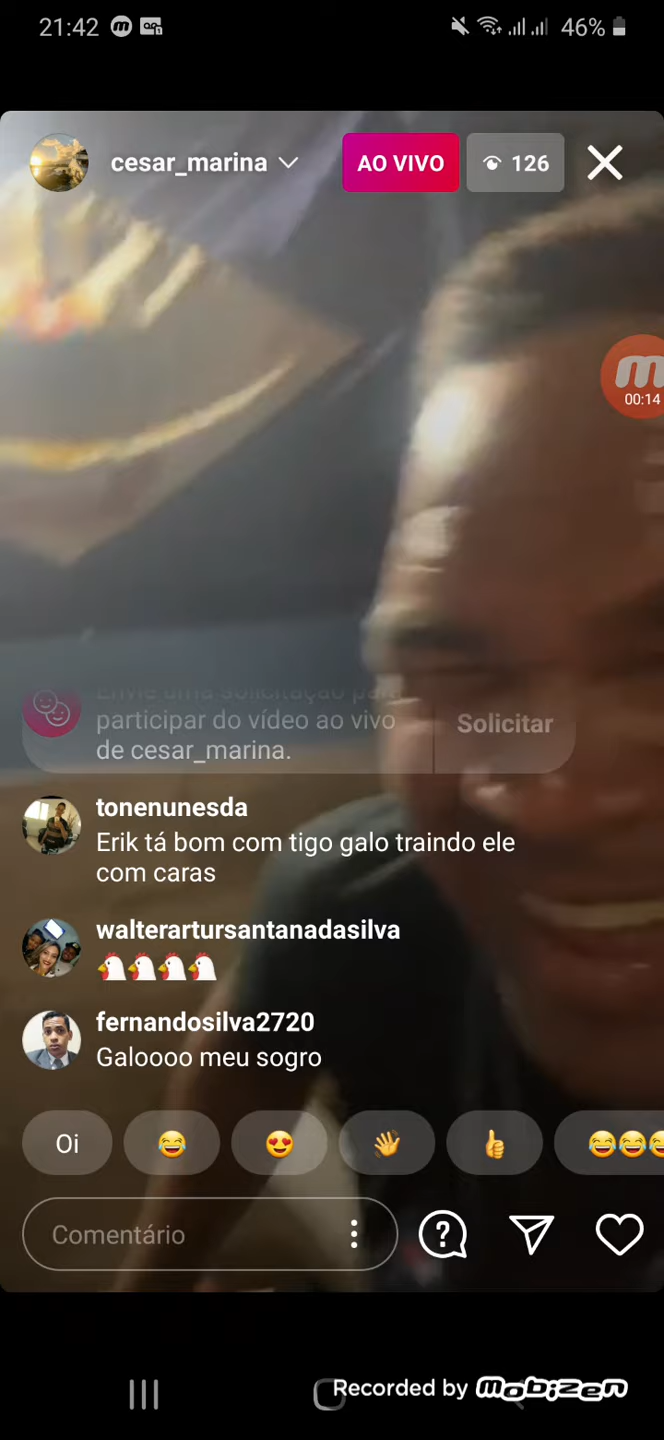 21:42
46%
cesar_marina
AO VIVO
126
00:14
Envie uma solicitação para
participar do vídeo ao vivo
de cesar_marina.
Solicitar
tonenunesda
Erik tá bom com tigo galo traindo ele
com caras
walterartursantanadasilva
🐔🐔🐔🐔
fernandosilva2720
Galoooo meu sogro
Oi
Comentário
Recorded by mobizen